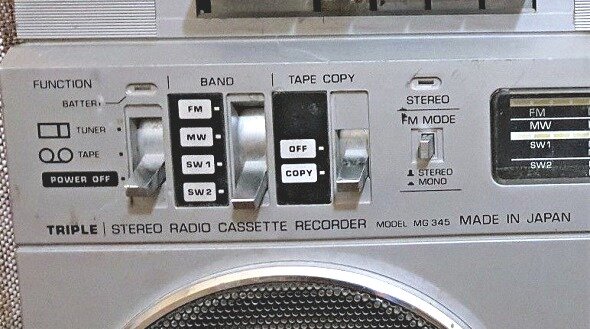 FUNCTION
BATTER
TUNER
TAPE
POWER OFF
BAND
FM
MW
SW 1
SW 2
TAPE COPY
OFF
COPY
STEREO
FM MODE
STEREO
MONO
FM
MW
SW1
SW2
TRIPLE STEREO RADIO CASSETTE RECORDER MODEL MG 345 MADE IN JAPAN